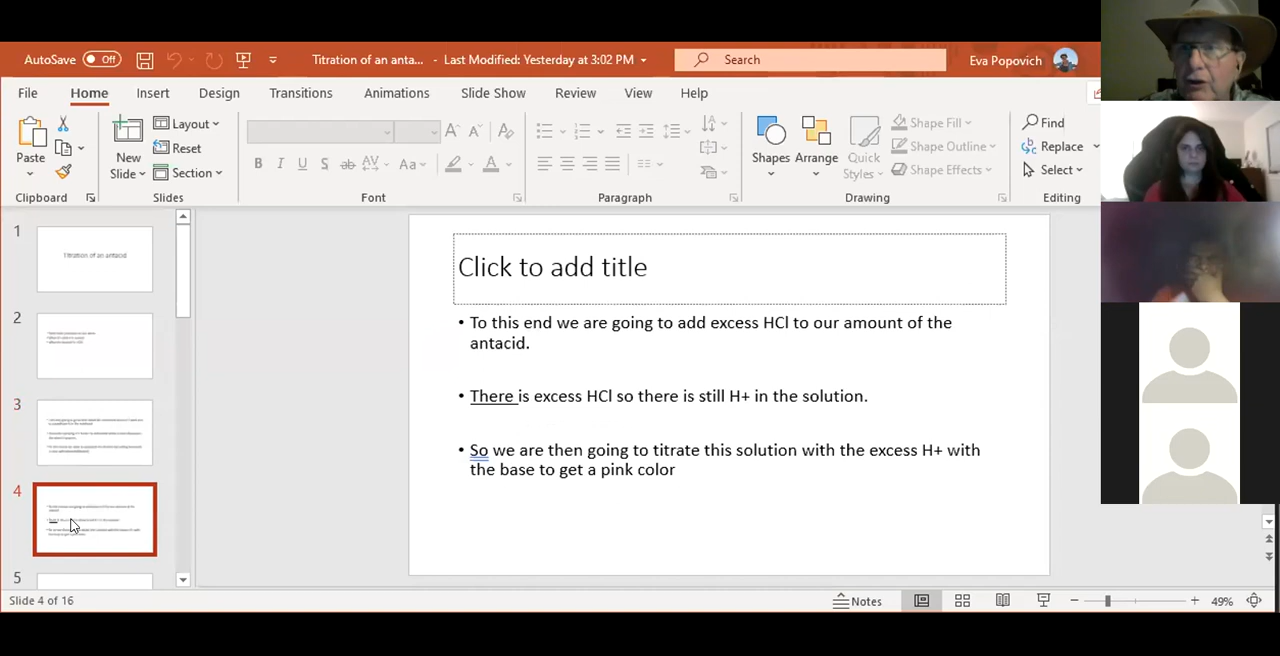 AutoSave Off Titration of an anta... - Last Modified: Yesterday at 3:02 PM Search Eva Popovich
File Home Insert Design Transitions Animations Slide Show Review View Help
Paste
Clipboard
New Slide
Layout
Reset
Section
Slides
B I U S ab AV Aa A
Font
Paragraph
Shapes
Arrange
Quick Styles
Shape Fill
Shape Outline
Shape Effects
Drawing
Find
Replace
Select
Editing
1
Titration of an antacid
2
3
4
5
Click to add title
• To this end we are going to add excess HCl to our amount of the
antacid.
• There is excess HCl so there is still H+ in the solution.
• So we are then going to titrate this solution with the excess H+ with
the base to get a pink color
Slide 4 of 16 Notes 49%